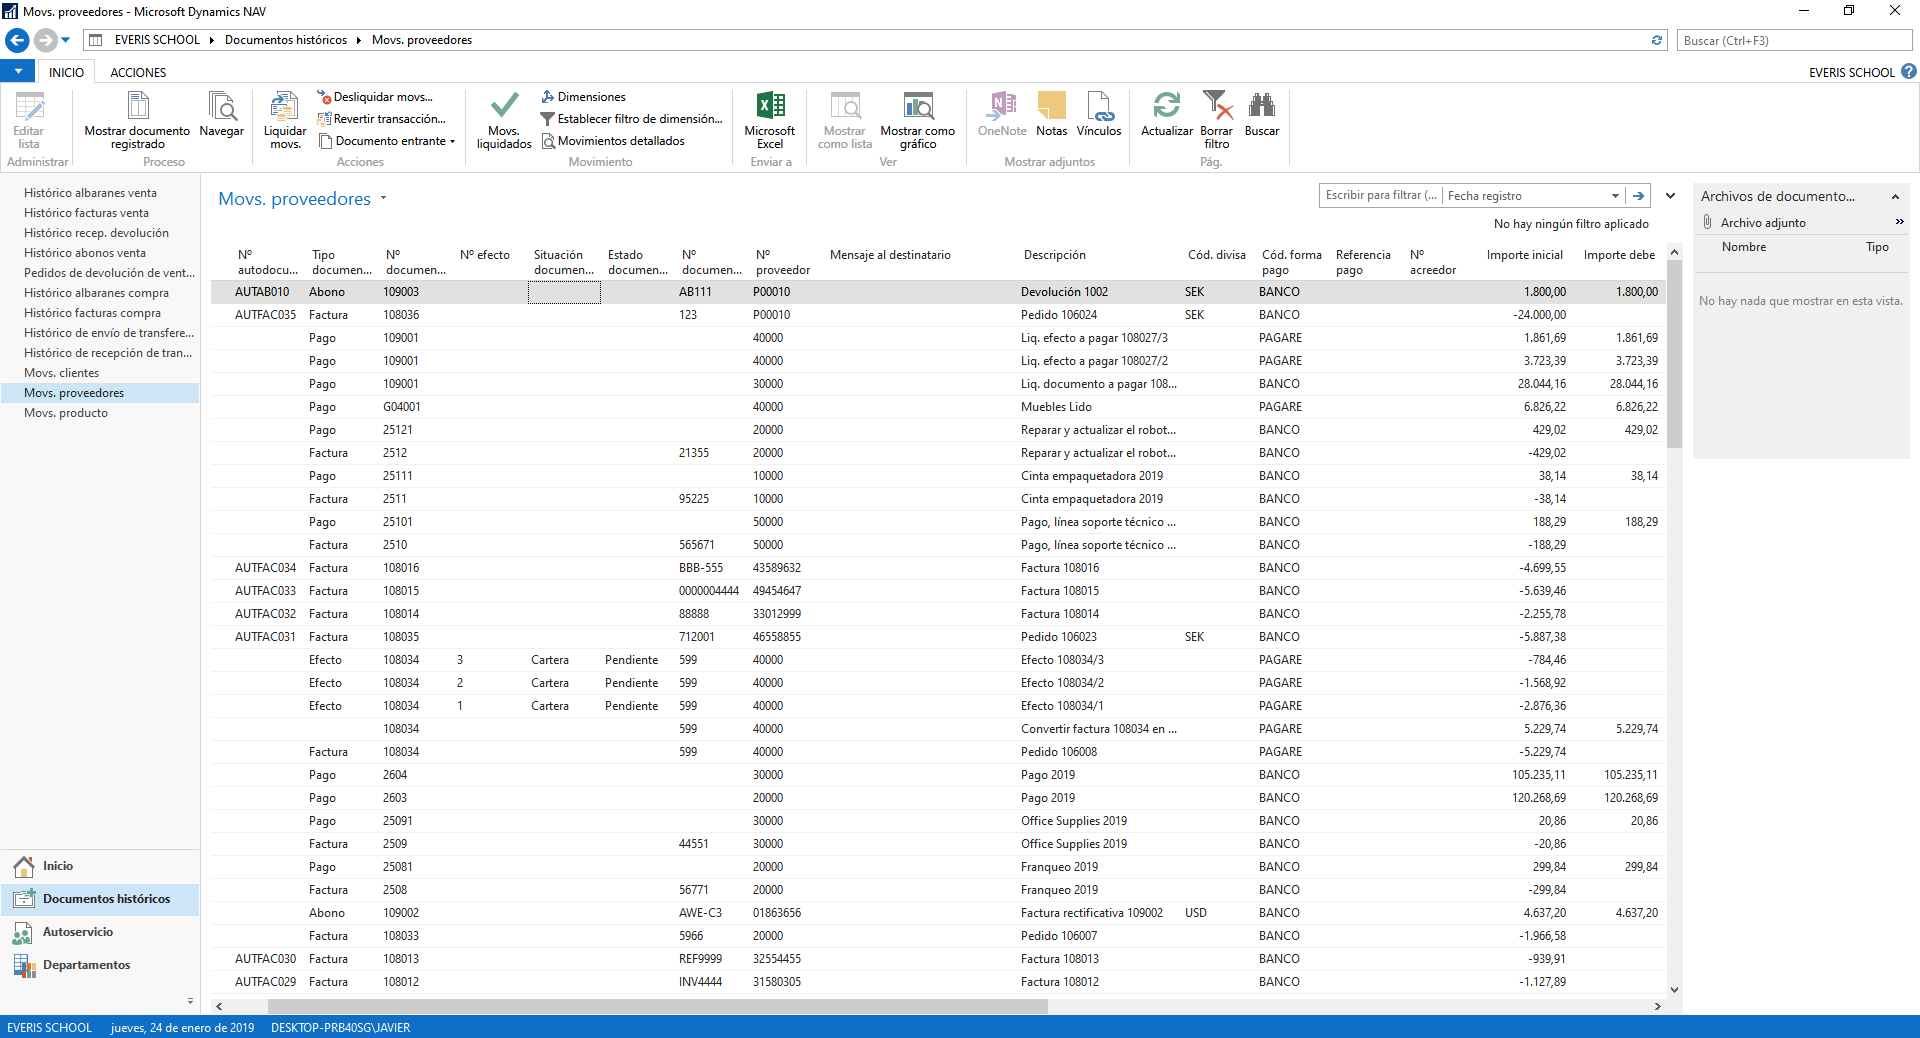 Movs. proveedores - Microsoft Dynamics NAV
EVERIS SCHOOL ▸ Documentos históricos ▸ Movs. proveedores
Buscar (Ctrl+F3)
INICIO ACCIONES EVERIS SCHOOL
Editar lista
Administrar
Mostrar documento registrado
Navegar
Proceso
Liquidar movs.
Desliquidar movs...
Revertir transacción...
Documento entrante
Acciones
Movs. liquidados
Dimensiones
Establecer filtro de dimensión...
Movimientos detallados
Movimiento
Microsoft Excel
Enviar a
Mostrar como lista
Mostrar como gráfico
Ver
OneNote
Notas
Vínculos
Mostrar adjuntos
Actualizar
Borrar filtro
Buscar
Pág.
Histórico albaranes venta
Histórico facturas venta
Histórico recep. devolución
Histórico abonos venta
Pedidos de devolución de vent...
Histórico albaranes compra
Histórico facturas compra
Histórico de envío de transfere...
Histórico de recepción de tran...
Movs. clientes
Movs. proveedores
Movs. producto
Inicio
Documentos históricos
Autoservicio
Departamentos
Movs. proveedores
Escribir para filtrar (... Fecha registro
No hay ningún filtro aplicado
Nº autodocu... Tipo documen... Nº documen... Nº efecto Situación documen... Estado documen... Nº documen... Nº proveedor Mensaje al destinatario Descripción Cód. divisa Cód. forma pago Referencia pago Nº acreedor Importe inicial Importe debe
AUTAB010 Abono 109003 AB111 P00010 Devolución 1002 SEK BANCO 1.800,00 1.800,00
AUTFAC035 Factura 108036 123 P00010 Pedido 106024 SEK BANCO -24.000,00
Pago 109001 40000 Liq. efecto a pagar 108027/3 PAGARE 1.861,69 1.861,69
Pago 109001 40000 Liq. efecto a pagar 108027/2 PAGARE 3.723,39 3.723,39
Pago 109001 30000 Liq. documento a pagar 108... BANCO 28.044,16 28.044,16
Pago G04001 40000 Muebles Lido PAGARE 6.826,22 6.826,22
Pago 25121 20000 Reparar y actualizar el robot... BANCO 429,02 429,02
Factura 2512 21355 20000 Reparar y actualizar el robot... BANCO -429,02
Pago 25111 10000 Cinta empaquetadora 2019 BANCO 38,14 38,14
Factura 2511 95225 10000 Cinta empaquetadora 2019 BANCO -38,14
Pago 25101 50000 Pago, línea soporte técnico ... BANCO 188,29 188,29
Factura 2510 565671 50000 Pago, línea soporte técnico ... BANCO -188,29
AUTFAC034 Factura 108016 BBB-555 43589632 Factura 108016 BANCO -4.699,55
AUTFAC033 Factura 108015 0000004444 49454647 Factura 108015 BANCO -5.639,46
AUTFAC032 Factura 108014 88888 33012999 Factura 108014 BANCO -2.255,78
AUTFAC031 Factura 108035 712001 46558855 Pedido 106023 SEK BANCO -5.887,38
Efecto 108034 3 Cartera Pendiente 599 40000 Efecto 108034/3 PAGARE -784,46
Efecto 108034 2 Cartera Pendiente 599 40000 Efecto 108034/2 PAGARE -1.568,92
Efecto 108034 1 Cartera Pendiente 599 40000 Efecto 108034/1 PAGARE -2.876,36
108034 599 40000 Convertir factura 108034 en ... PAGARE 5.229,74 5.229,74
Factura 108034 599 40000 Pedido 106008 PAGARE -5.229,74
Pago 2604 30000 Pago 2019 BANCO 105.235,11 105.235,11
Pago 2603 20000 Pago 2019 BANCO 120.268,69 120.268,69
Pago 25091 30000 Office Supplies 2019 BANCO 20,86 20,86
Factura 2509 44551 30000 Office Supplies 2019 BANCO -20,86
Pago 25081 20000 Franqueo 2019 BANCO 299,84 299,84
Factura 2508 56771 20000 Franqueo 2019 BANCO -299,84
Abono 109002 AWE-C3 01863656 Factura rectificativa 109002 USD BANCO 4.637,20 4.637,20
Factura 108033 5966 20000 Pedido 106007 BANCO -1.966,58
AUTFAC030 Factura 108013 REF9999 32554455 Factura 108013 BANCO -939,91
AUTFAC029 Factura 108012 INV4444 31580305 Factura 108012 BANCO -1.127,89
Archivos de documento...
Archivo adjunto
Nombre Tipo
No hay nada que mostrar en esta vista.
EVERIS SCHOOL jueves, 24 de enero de 2019 DESKTOP-PRB40SG\JAVIER